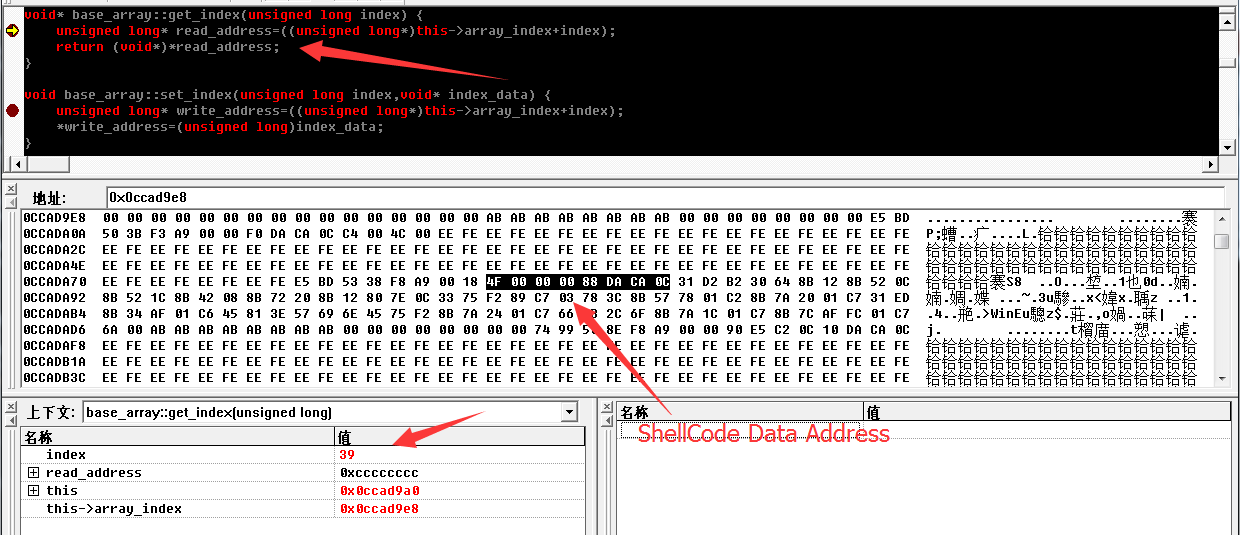 void* base_array::get_index(unsigned long index) {
unsigned long* read_address=((unsigned long*)this->array_index+index);
return (void*)*read_address;
}
void base_array::set_index(unsigned long index,void* index_data) {
unsigned long* write_address=((unsigned long*)this->array_index+index);
*write_address=(unsigned long)index_data;
}
地址: 0x0ccad9e8
0CCAD9E8 00 00 00 00 00 00 00 00 00 00 00 00 00 00 00 00 AB AB AB AB AB AB AB AB 00 00 00 00 00 00 00 00 E5 BD
0CCADA0A 50 3B F3 A9 00 00 F0 DA CA 0C C4 00 4C 00 EE FE EE FE EE FE EE FE EE FE EE FE EE FE EE FE EE FE EE FE
0CCADA2C EE FE EE FE EE FE EE FE EE FE EE FE EE FE EE FE EE FE EE FE EE FE EE FE EE FE EE FE EE FE EE FE EE FE
0CCADA4E EE FE EE FE EE FE EE FE EE FE EE FE EE FE EE FE EE FE EE FE EE FE EE FE EE FE EE FE EE FE EE FE EE FE
0CCADA70 EE FE EE FE EE FE EE FE E5 BD 53 38 F8 A9 00 18 4F 00 00 00 88 DA CA 0C 31 D2 B2 30 64 8B 12 8B 52 0C
0CCADA92 8B 52 1C 8B 42 08 8B 72 20 8B 12 80 7E 0C 33 75 F2 89 C7 03 78 3C 8B 57 78 01 C2 8B 7A 20 01 C7 31 ED
0CCADAB4 8B 34 AF 01 C6 45 81 3E 57 69 6E 45 75 F2 8B 7A 24 01 C7 66 2C 6F 8B 7A 1C 01 C7 8B 7C AF FC 01 C7
0CCADAD6 6A 00 AB AB AB AB AB AB AB AB 00 00 00 00 00 00 00 00 74 99 8E F8 A9 00 00 90 E5 C2 0C 10 DA CA 0C
0CCADAF8 EE FE EE FE EE FE EE FE EE FE EE FE EE FE EE FE EE FE EE FE EE FE EE FE EE FE EE FE EE FE EE FE EE FE
0CCADB1A EE FE EE FE EE FE EE FE EE FE EE FE EE FE EE FE EE FE EE FE EE FE EE FE EE FE EE FE EE FE EE FE EE FE
0CCADB3C EE FE EE FE EE FE EE FE EE FE EE FE EE FE EE FE EE FE EE FE EE FE EE FE EE FE EE FE EE FE EE FE EE FE
上下文: base_array::get_index(unsigned long)
名称 值
index 39
read_address 0xcccccccc
this 0x0ccad9a0
this->array_index 0x0ccad9e8
名称 值
ShellCode Data Address